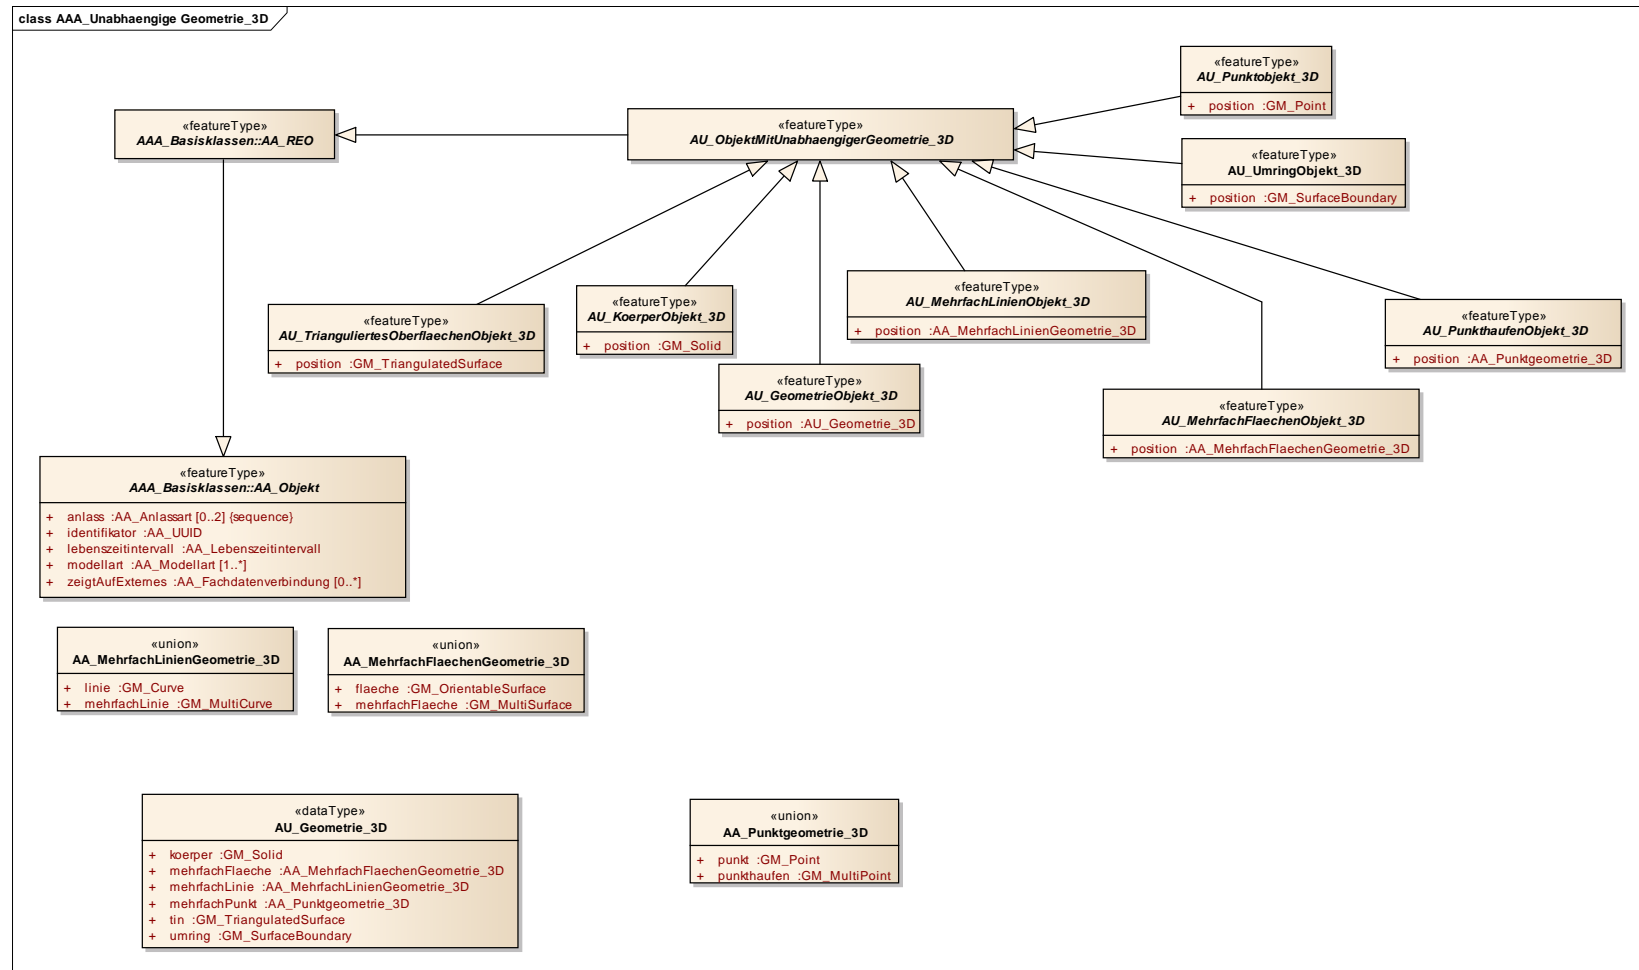 class AAA_Unabhaengige Geometrie_3D
«featureType»
AU_Punktobjekt_3D
+ position :GM_Point
«featureType»
AAA_Basisklassen::AA_REO
«featureType»
AU_ObjektMitUnabhaengigerGeometrie_3D
«featureType»
AU_UmringObjekt_3D
+ position :GM_SurfaceBoundary
«featureType»
AU_TrianguliertesOberflaechenObjekt_3D
+ position :GM_TriangulatedSurface
«featureType»
AU_KoerperObjekt_3D
+ position :GM_Solid
«featureType»
AU_MehrfachLinienObjekt_3D
+ position :AA_MehrfachLinienGeometrie_3D
«featureType»
AU_PunkthaufenObjekt_3D
+ position :AA_Punktgeometrie_3D
«featureType»
AU_GeometrieObjekt_3D
+ position :AU_Geometrie_3D
«featureType»
AU_MehrfachFlaechenObjekt_3D
+ position :AA_MehrfachFlaechenGeometrie_3D
«featureType»
AAA_Basisklassen::AA_Objekt
+ anlass :AA_Anlassart [0..2] {sequence}
+ identifikator :AA_UUID
+ lebenszeitintervall :AA_Lebenszeitintervall
+ modellart :AA_Modellart [1..*]
+ zeigtAufExternes :AA_Fachdatenverbindung [0..*]
«union»
AA_MehrfachLinienGeometrie_3D
+ linie :GM_Curve
+ mehrfachLinie :GM_MultiCurve
«union»
AA_MehrfachFlaechenGeometrie_3D
+ flaeche :GM_OrientableSurface
+ mehrfachFlaeche :GM_MultiSurface
«dataType»
AU_Geometrie_3D
+ koerper :GM_Solid
+ mehrfachFlaeche :AA_MehrfachFlaechenGeometrie_3D
+ mehrfachLinie :AA_MehrfachLinienGeometrie_3D
+ mehrfachPunkt :AA_Punktgeometrie_3D
+ tin :GM_TriangulatedSurface
+ umring :GM_SurfaceBoundary
«union»
AA_Punktgeometrie_3D
+ punkt :GM_Point
+ punkthaufen :GM_MultiPoint